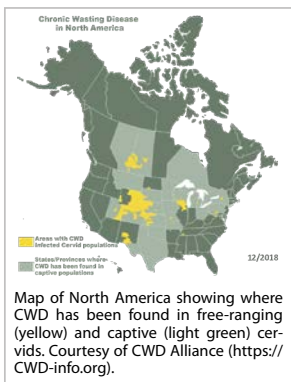 Chronic Wasting Disease
in North America
Areas with CWD
Infected Cervid populations
States/Provinces where
CWD has been found in
captive populations
12/2018
Map of North America showing where
CWD has been found in free-ranging
(yellow) and captive (light green) cer-
vids. Courtesy of CWD Alliance (https://
CWD-info.org).